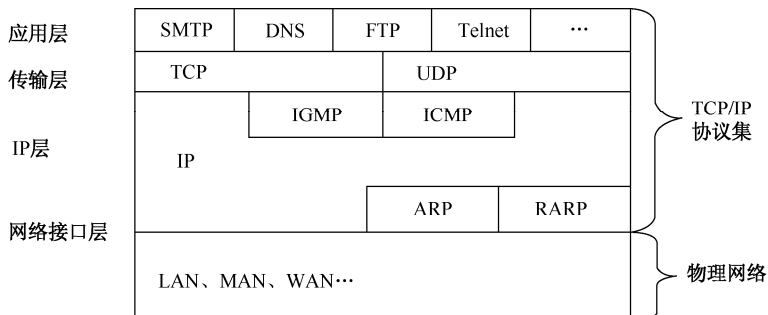 应用层 SMTP DNS FTP Telnet …
传输层 TCP UDP
IGMP ICMP
TCP/IP
协议集
IP层
IP
ARP RARP
网络接口层
LAN、MAN、WAN…
物理网络